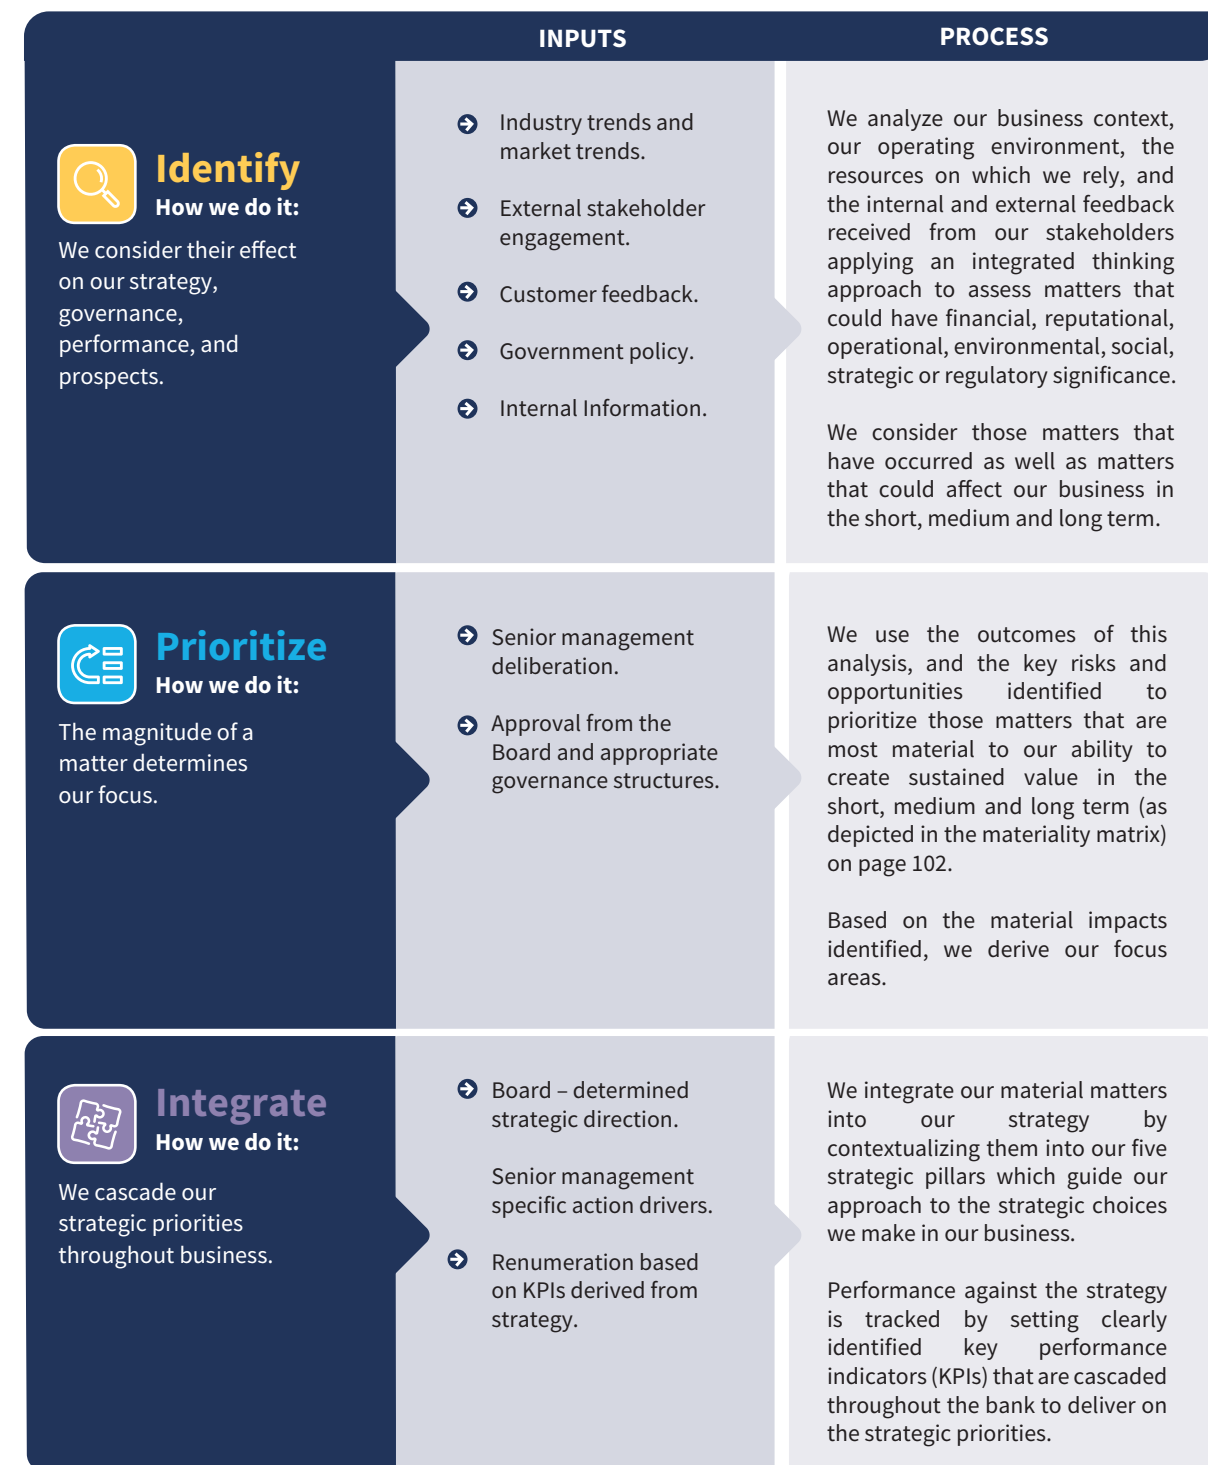 INPUTS
PROCESS
Identify
How we do it:
We consider their effect
on our strategy,
governance,
performance, and
prospects.
Industry trends and
market trends.
External stakeholder
engagement.
Customer feedback.
Government policy.
Internal Information.
We analyze our business context,
our operating environment, the
resources on which we rely, and
the internal and external feedback
received from our stakeholders
applying an integrated thinking
approach to assess matters that
could have financial, reputational,
operational, environmental, social,
strategic or regulatory significance.
We consider those matters that
have occurred as well as matters
that could affect our business in
the short, medium and long term.
Prioritize
How we do it:
The magnitude of a
matter determines
our focus.
Senior management
deliberation.
Approval from the
Board and appropriate
governance structures.
We use the outcomes of this
analysis, and the key risks and
opportunities identified to
prioritize those matters that are
most material to our ability to
create sustained value in the
short, medium and long term (as
depicted in the materiality matrix)
on page 102.
Based on the material impacts
identified, we derive our focus
areas.
Integrate
How we do it:
We cascade our
strategic priorities
throughout business.
Board – determined
strategic direction.
Senior management
specific action drivers.
Renumeration based
on KPIs derived from
strategy.
We integrate our material matters
into our strategy by
contextualizing them into our five
strategic pillars which guide our
approach to the strategic choices
we make in our business.
Performance against the strategy
is tracked by setting clearly
identified key performance
indicators (KPIs) that are cascaded
throughout the bank to deliver on
the strategic priorities.